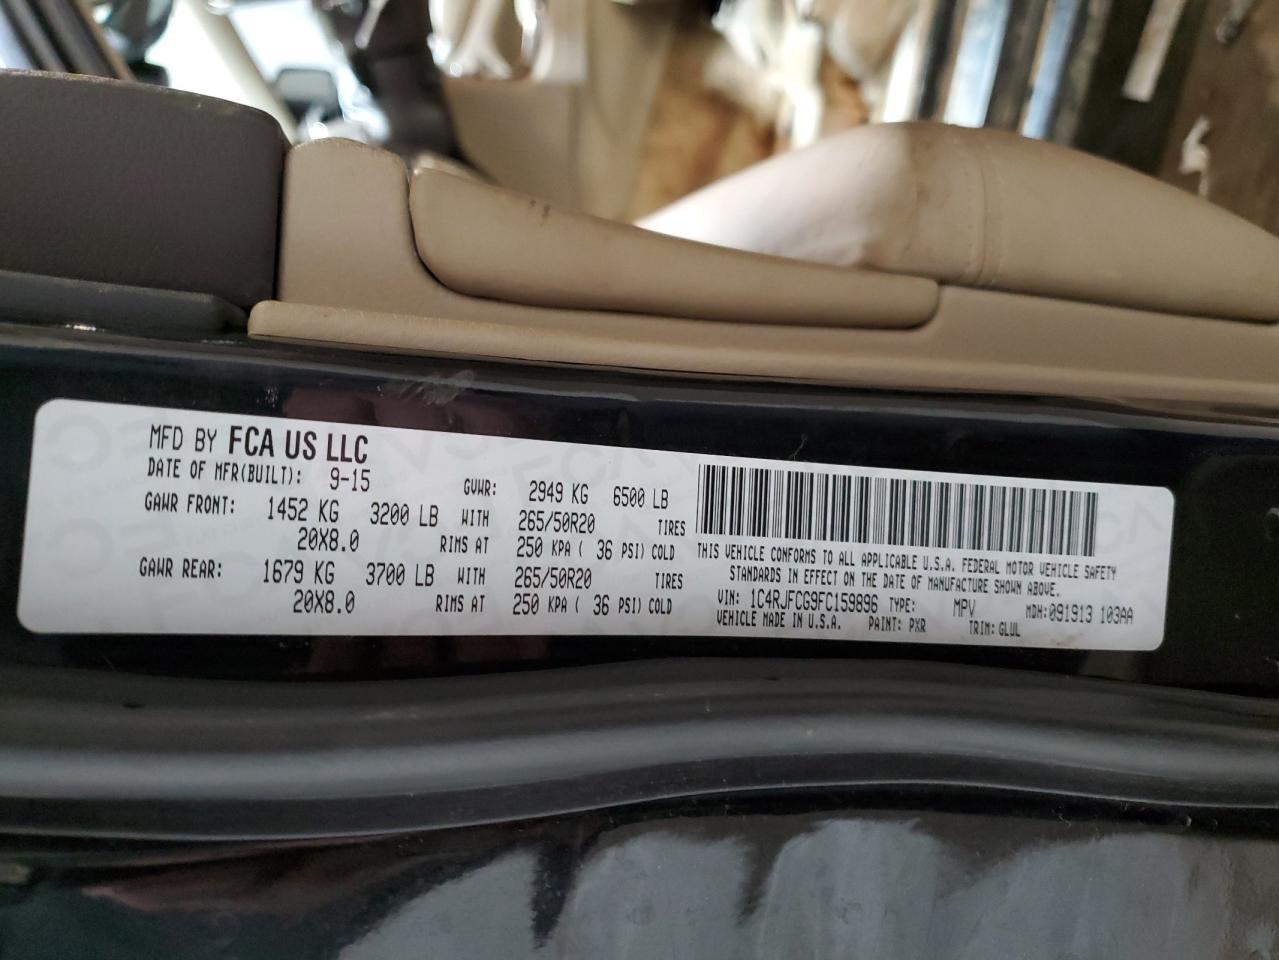 MFD BY FCA US LLC
DATE OF MFR(BUILT): 9-15 GVWR: 2949 KG 6500 LB
GAWR FRONT: 1452 KG 3200 LB WITH 265/50R20 TIRES
20X8.0 RIMS AT 250 KPA ( 36 PSI) COLD
GAWR REAR: 1679 KG 3700 LB WITH 265/50R20 TIRES
20X8.0 RIMS AT 250 KPA ( 36 PSI) COLD
THIS VEHICLE CONFORMS TO ALL APPLICABLE U.S.A. FEDERAL MOTOR VEHICLE SAFETY
STANDARDS IN EFFECT ON THE DATE OF MANUFACTURE SHOWN ABOVE.
VIN: 1C4RJFCG9FC159896 TYPE: MPV MDH:091913 103AA
VEHICLE MADE IN U.S.A. PAINT: PXR TRIM: GLUL